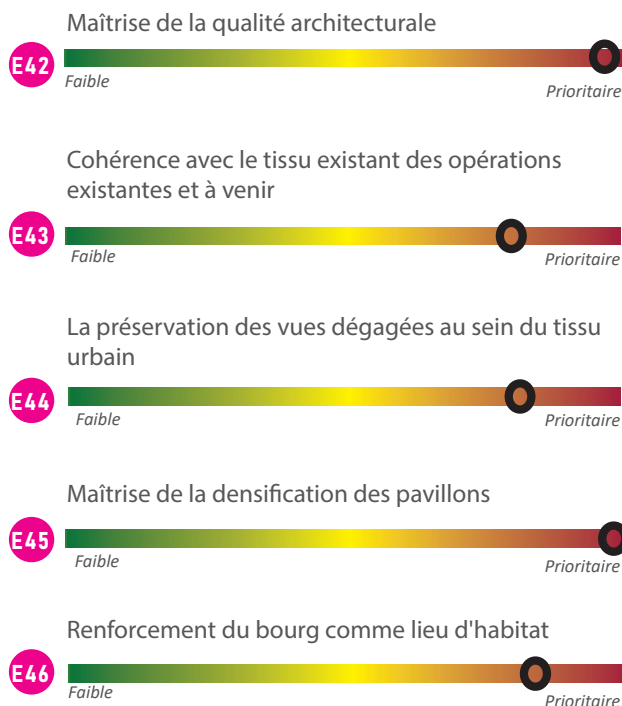 Maîtrise de la qualité architecturale
E42
Faible
Prioritaire
Cohérence avec le tissu existant des opérations
existantes et à venir
E43
Faible
Prioritaire
La préservation des vues dégagées au sein du tissu
urbain
E44
Faible
Prioritaire
Maîtrise de la densification des pavillons
E45
Faible
Prioritaire
Renforcement du bourg comme lieu d'habitat
E46
Faible
Prioritaire